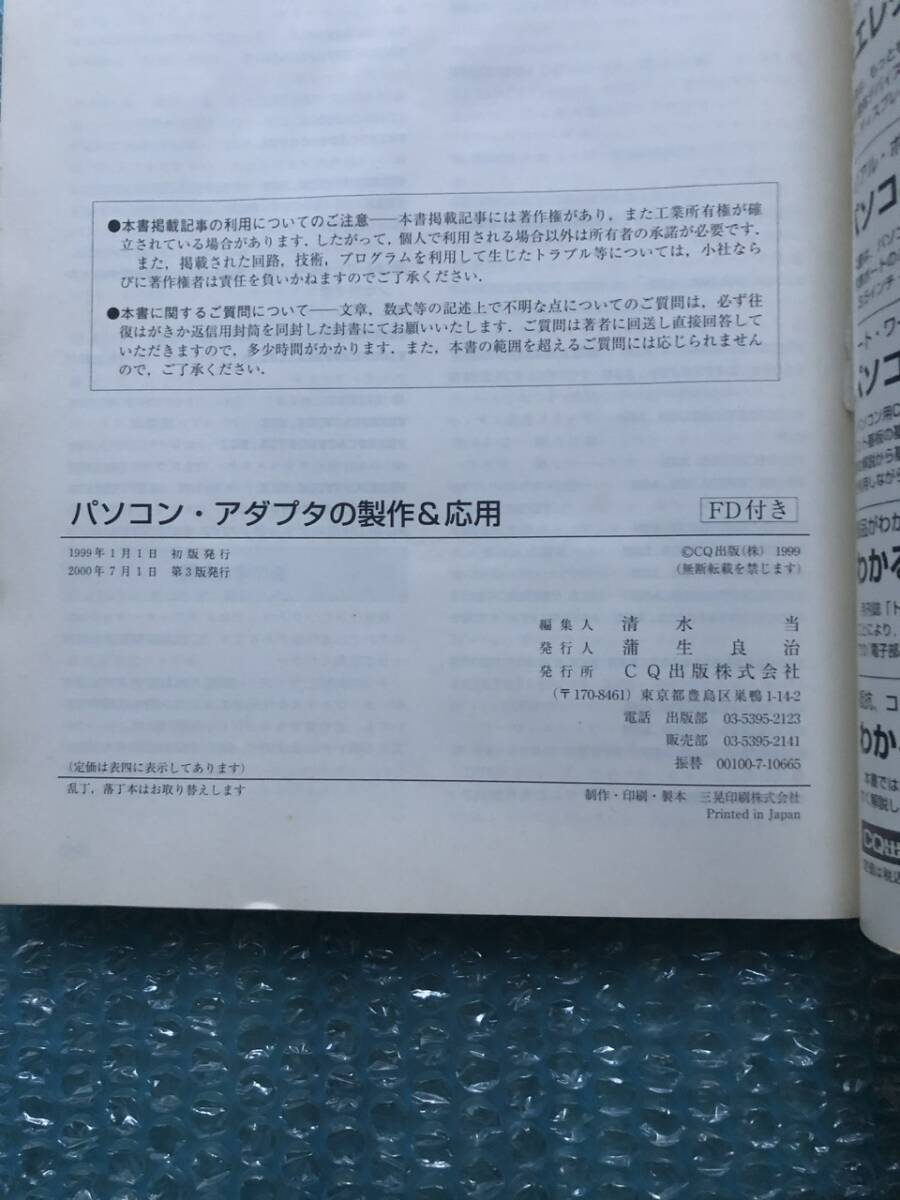 ●本書掲載記事の利用についてのご注意──本書掲載記事には著作権があり，また工業所有権が確
立されている場合があります．したがって，個人で利用される場合以外は所有者の承諾が必要です．
また，掲載された回路，技術，プログラムを利用して生じたトラブル等については，小社なら
びに著作権者は責任を負いかねますのでご了承ください．
●本書に関するご質問について──文章，数式等の記述上で不明な点についてのご質問は，必ず往
復はがきか返信用封筒を同封した封書にてお願いいたします．ご質問は著者に回送し直接回答して
いただきますので，多少時間がかかります．また，本書の範囲を超えるご質問には応じられません
ので，ご了承ください．
パソコン・アダプタの製作&応用 FD付き
1999年1月1日 初版発行
2000年7月1日 第3版発行
©CQ出版(株) 1999
(無断転載を禁じます)
編集人 清水 当
発行人 蒲生良治
発行所 CQ出版株式会社
(〒170-8461) 東京都豊島区巣鴨1-14-2
電話 出版部 03-5395-2123
販売部 03-5395-2141
振替 00100-7-10665
(定価は表四に表示してあります)
乱丁，落丁本はお取り替えします
制作・印刷・製本 三晃印刷株式会社
Printed in Japan